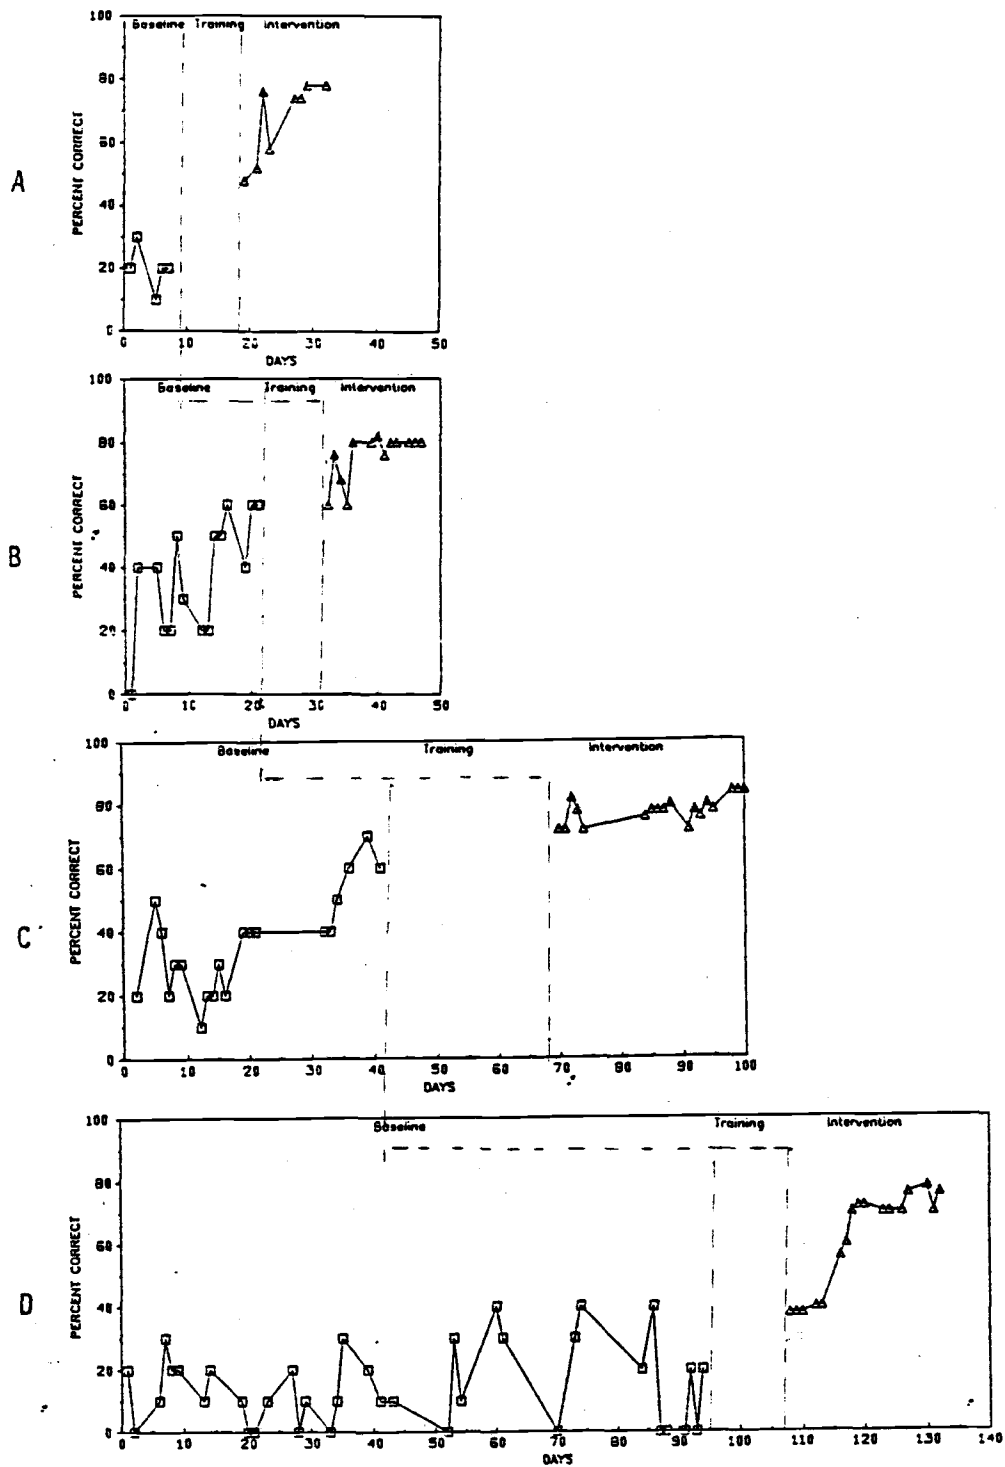 100 Baseline Training Intervention
80
60
A
PERCENT CORRECT
40
20
0
0 10 20 30 40 50
DAYS
100 Baseline Training Intervention
80
60
B
PERCENT CORRECT
40
20
0
0 10 20 30 40 50
DAYS
100 Baseline Training Intervention
80
60
C
PERCENT CORRECT
40
20
0
0 10 20 30 40 50 60 70 80 90 100
DAYS
100 Baseline Training Intervention
80
60
D
PERCENT CORRECT
40
20
0
0 10 20 30 40 50 60 70 80 90 100 110 120 130 140
DAYS